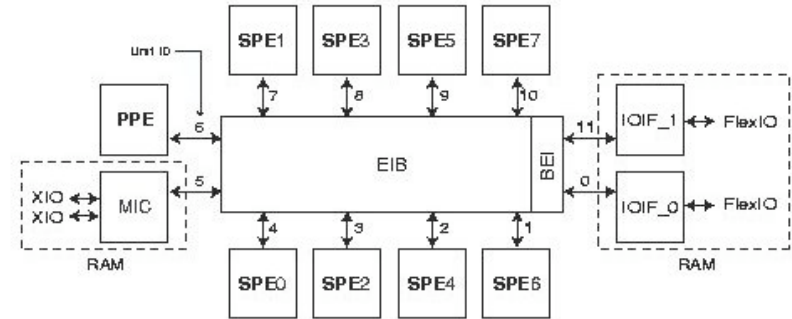 SPE1 SPE3 SPE5 SPE7
Unit ID
7 8 9 10
PPE 6 11 IOIF_1 FlexIO
EIB BEI
XIO MIC 5 0 IOIF_0 FlexIO
XIO
4 3 2 1
RAM RAM
SPE0 SPE2 SPE4 SPE6